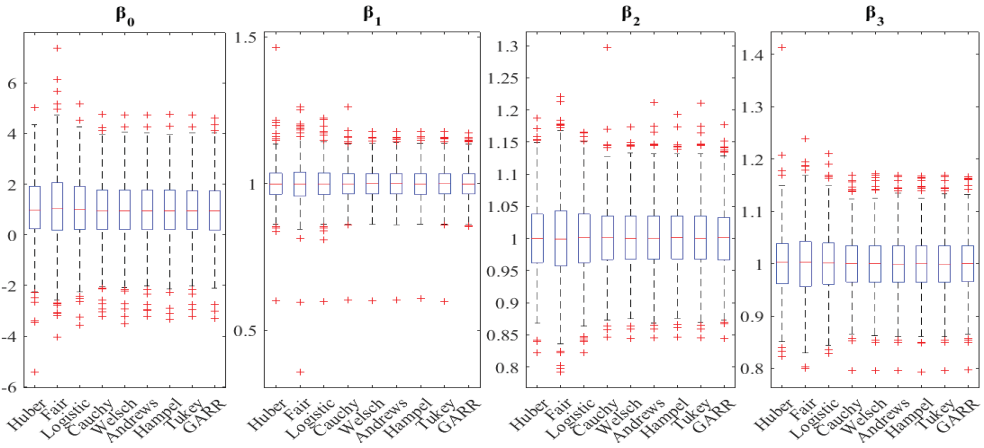 β0
6
4
2
0
-2
-4
-6
Huber
Fair
Logistic
Cauchy
Welsch
Andrews
Hampel
Tukey
GARR
β1
1.5
1
0.5
Huber
Fair
Logistic
Cauchy
Welsch
Andrews
Hampel
Tukey
GARR
β2
1.3
1.25
1.2
1.15
1.1
1.05
1
0.95
0.9
0.85
0.8
Huber
Fair
Logistic
Cauchy
Welsch
Andrews
Hampel
Tukey
GARR
β3
1.4
1.3
1.2
1.1
1
0.9
0.8
Huber
Fair
Logistic
Cauchy
Welsch
Andrews
Hampel
Tukey
GARR